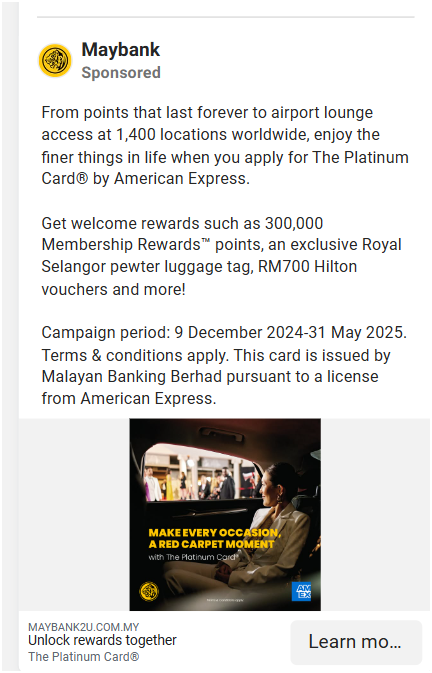 Maybank
Sponsored
From points that last forever to airport lounge
access at 1,400 locations worldwide, enjoy the
finer things in life when you apply for The Platinum
Card® by American Express.
Get welcome rewards such as 300,000
Membership Rewards™ points, an exclusive Royal
Selangor pewter luggage tag, RM700 Hilton
vouchers and more!
Campaign period: 9 December 2024-31 May 2025.
Terms & conditions apply. This card is issued by
Malayan Banking Berhad pursuant to a license
from American Express.
MAKE EVERY OCCASION,
A RED CARPET MOMENT
with The Platinum Card®
AM
EX
MAYBANK2U.COM.MY
Unlock rewards together
The Platinum Card®
Learn mo...